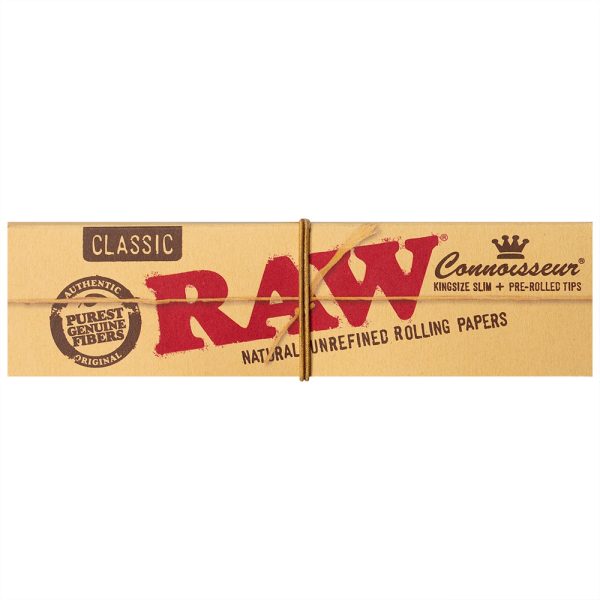 CLASSIC
AUTHENTIC
PUREST
GENUINE
FIBERS
ORIGINAL
RAW®
Connoisseur®
KINGSIZE SLIM + PRE-ROLLED TIPS
NATURAL UNREFINED ROLLING PAPERS